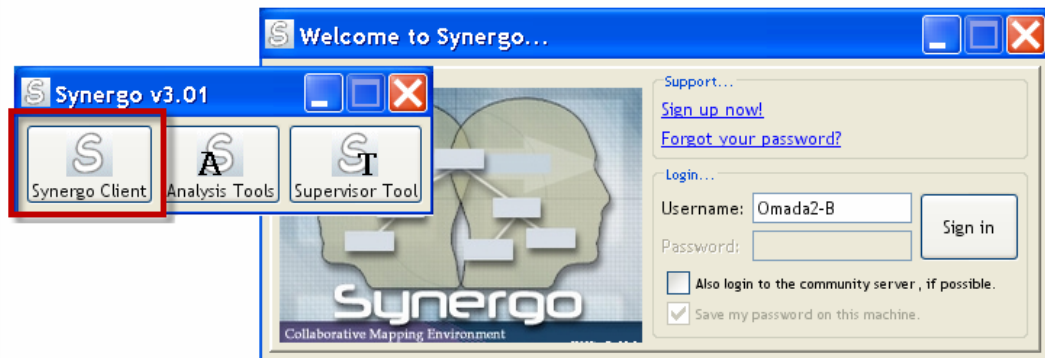 Welcome to Synergo...
Synergo v3.01
Synergo Client
Analysis Tools
Supervisor Tool
Synergo
Collaborative Mapping Environment
Support...
Sign up now!
Forgot your password?
Login...
Username: Omada2-B
Password:
Sign in
Also login to the community server , if possible.
Save my password on this machine.